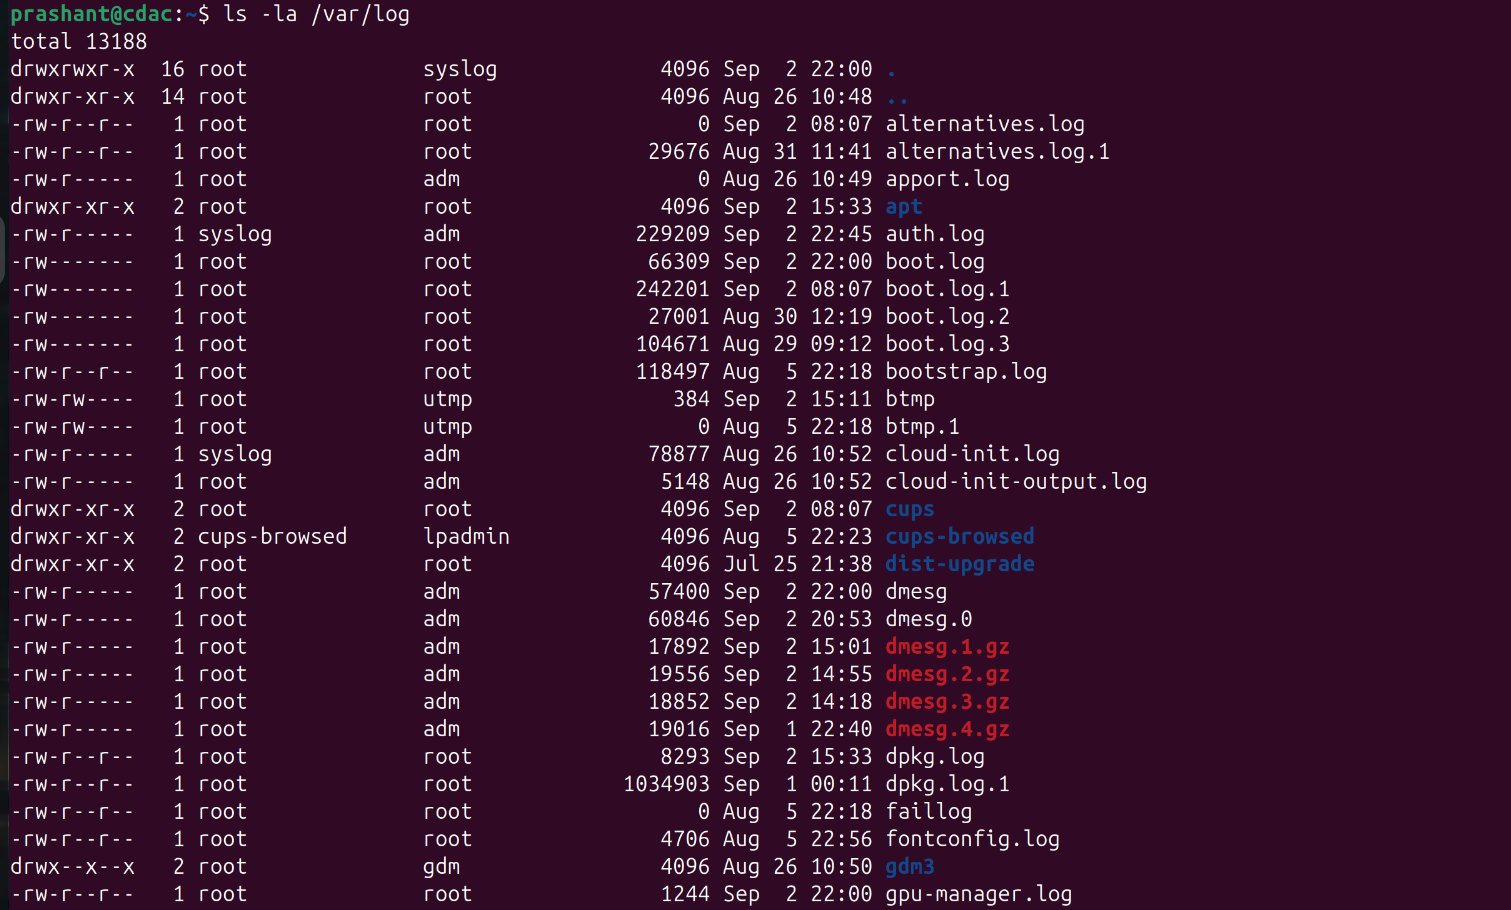 prashant@cdac:~$ ls -la /var/log
total 13188
drwxrwxr-x  16 root              syslog             4096 Sep  2 22:00 .
drwxr-xr-x  14 root              root               4096 Aug 26 10:48 ..
-rw-r--r--   1 root              root                  0 Sep  2 08:07 alternatives.log
-rw-r--r--   1 root              root              29676 Aug 31 11:41 alternatives.log.1
-rw-r-----   1 root              adm                   0 Aug 26 10:49 apport.log
drwxr-xr-x   2 root              root               4096 Sep  2 15:33 apt
-rw-r-----   1 syslog            adm              229209 Sep  2 22:45 auth.log
-rw-------   1 root              root              66309 Sep  2 22:00 boot.log
-rw-------   1 root              root             242201 Sep  2 08:07 boot.log.1
-rw-------   1 root              root              27001 Aug 30 12:19 boot.log.2
-rw-------   1 root              root             104671 Aug 29 09:12 boot.log.3
-rw-r--r--   1 root              root             118497 Aug  5 22:18 bootstrap.log
-rw-rw----   1 root              utmp                384 Sep  2 15:11 btmp
-rw-rw----   1 root              utmp                  0 Aug  5 22:18 btmp.1
-rw-r-----   1 syslog            adm               78877 Aug 26 10:52 cloud-init.log
-rw-r-----   1 root              adm                5148 Aug 26 10:52 cloud-init-output.log
drwxr-xr-x   2 root              root               4096 Sep  2 08:07 cups
drwxr-xr-x   2 cups-browsed      lpadmin            4096 Aug  5 22:23 cups-browsed
drwxr-xr-x   2 root              root               4096 Jul 25 21:38 dist-upgrade
-rw-r-----   1 root              adm               57400 Sep  2 22:00 dmesg
-rw-r-----   1 root              adm               60846 Sep  2 20:53 dmesg.0
-rw-r-----   1 root              adm               17892 Sep  2 15:01 dmesg.1.gz
-rw-r-----   1 root              adm               19556 Sep  2 14:55 dmesg.2.gz
-rw-r-----   1 root              adm               18852 Sep  2 14:18 dmesg.3.gz
-rw-r-----   1 root              adm               19016 Sep  1 22:40 dmesg.4.gz
-rw-r--r--   1 root              root               8293 Sep  2 15:33 dpkg.log
-rw-r--r--   1 root              root            1034903 Sep  1 00:11 dpkg.log.1
-rw-r--r--   1 root              root                  0 Aug  5 22:18 faillog
-rw-r--r--   1 root              root               4706 Aug  5 22:56 fontconfig.log
drwx--x--x   2 root              gdm                4096 Aug 26 10:50 gdm3
-rw-r--r--   1 root              root               1244 Sep  2 22:00 gpu-manager.log